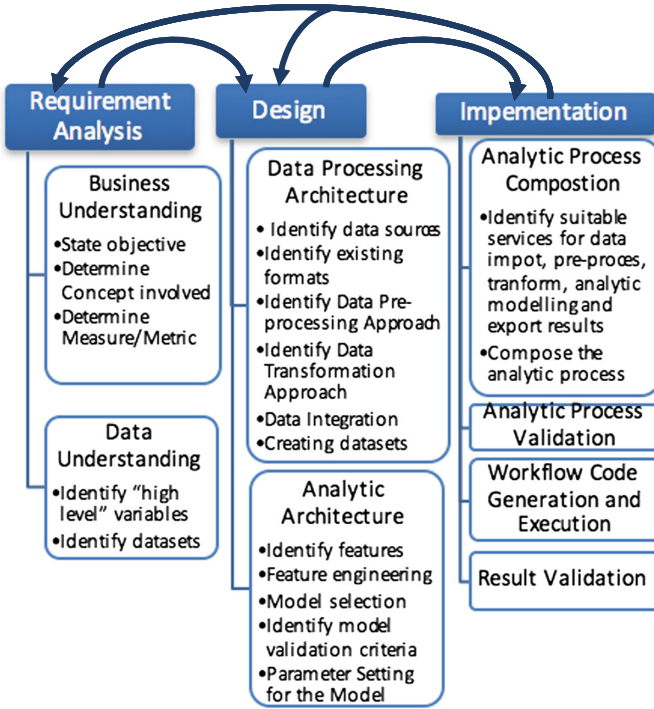 Requirement
Analysis
Business
Understanding
•State objective
•Determine
Concept involved
•Determine
Measure/Metric
Data
Understanding
•Identify “high
level” variables
•Identify datasets
Design
Data Processing
Architecture
• Identify data sources
•Identify existing
formats
•Identify Data Pre-
processing Approach
•Identify Data
Transformation
Approach
•Data Integration
•Creating datasets
Analytic
Architecture
•Identify features
•Feature engineering
•Model selection
•Identify model
validation criteria
•Parameter Setting
for the Model
Impementation
Analytic Process
Compostion
•Identify suitable
services for data
impot, pre-proces,
tranform, analytic
modelling and
export results
•Compose the
analytic process
Analytic Process
Validation
Workflow Code
Generation and
Execution
Result Validation